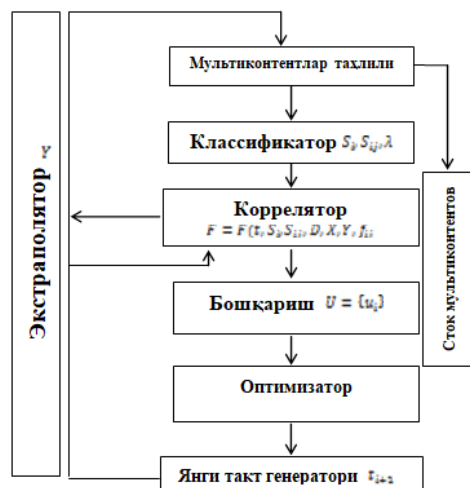 Мультиконтентлар таҳлили
Классификатор S_i, S_ij, λ
Экстраполятор Y
Коррелятор
F = F(t, S_i, S_ij, D, X, Y, f_ij
Сток мультиконтентов
Бошқариш U = {u_i}
Оптимизатор
Янги такт генератори t_{i+1}